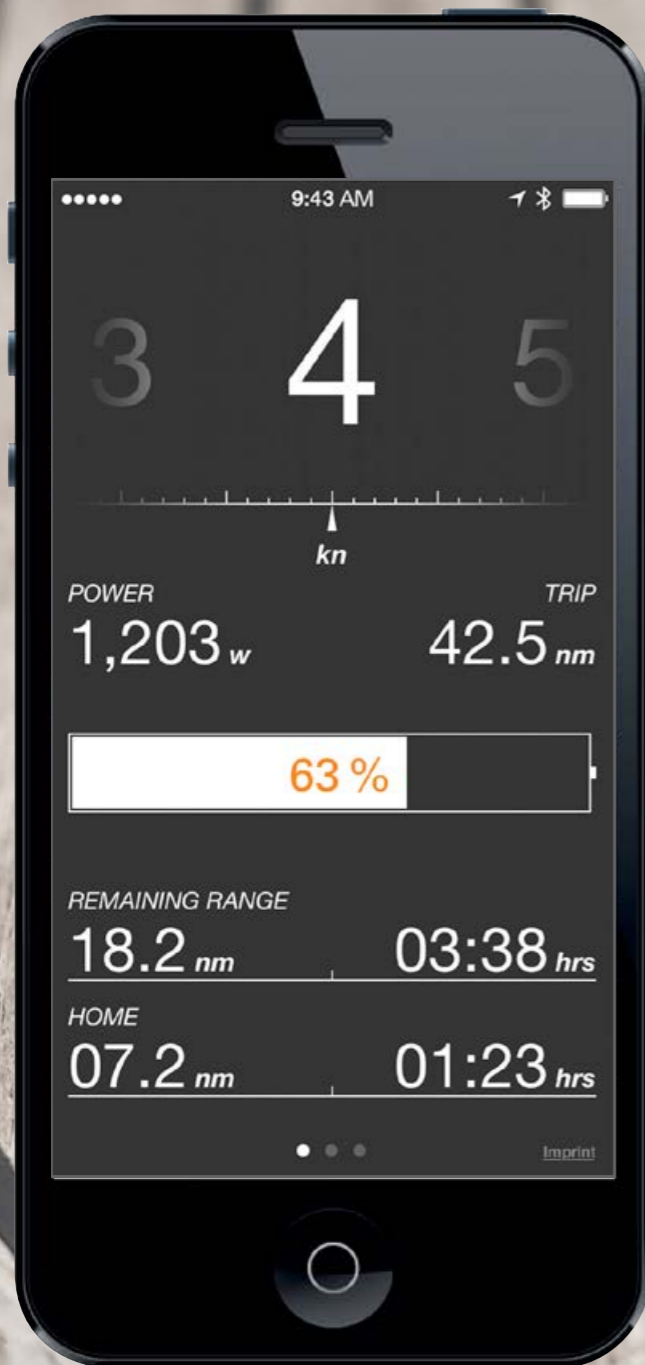 9:43 AM
3 4 5
kn
POWER TRIP
1,203 w 42.5 nm
63 %
REMAINING RANGE
18.2 nm 03:38 hrs
HOME
07.2 nm 01:23 hrs
Imprint